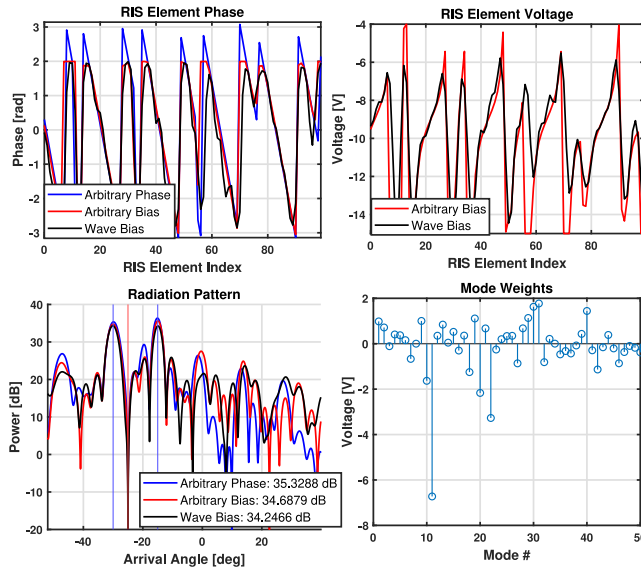 RIS Element Phase
3
2
1
0
-1
-2
-3
Phase [rad]
Arbitrary Phase
Arbitrary Bias
Wave Bias
0 20 40 60 80
RIS Element Index
RIS Element Voltage
-4
-6
-8
-10
-12
-14
Voltage [V]
Arbitrary Bias
Wave Bias
0 20 40 60 80
RIS Element Index
Radiation Pattern
40
30
20
10
0
-10
-20
Power [dB]
Arbitrary Phase: 35.3288 dB
Arbitrary Bias: 34.6879 dB
Wave Bias: 34.2466 dB
-40 -20 0 20
Arrival Angle [deg]
Mode Weights
2
0
-2
-4
-6
-8
Voltage [V]
0 10 20 30 40 50
Mode #